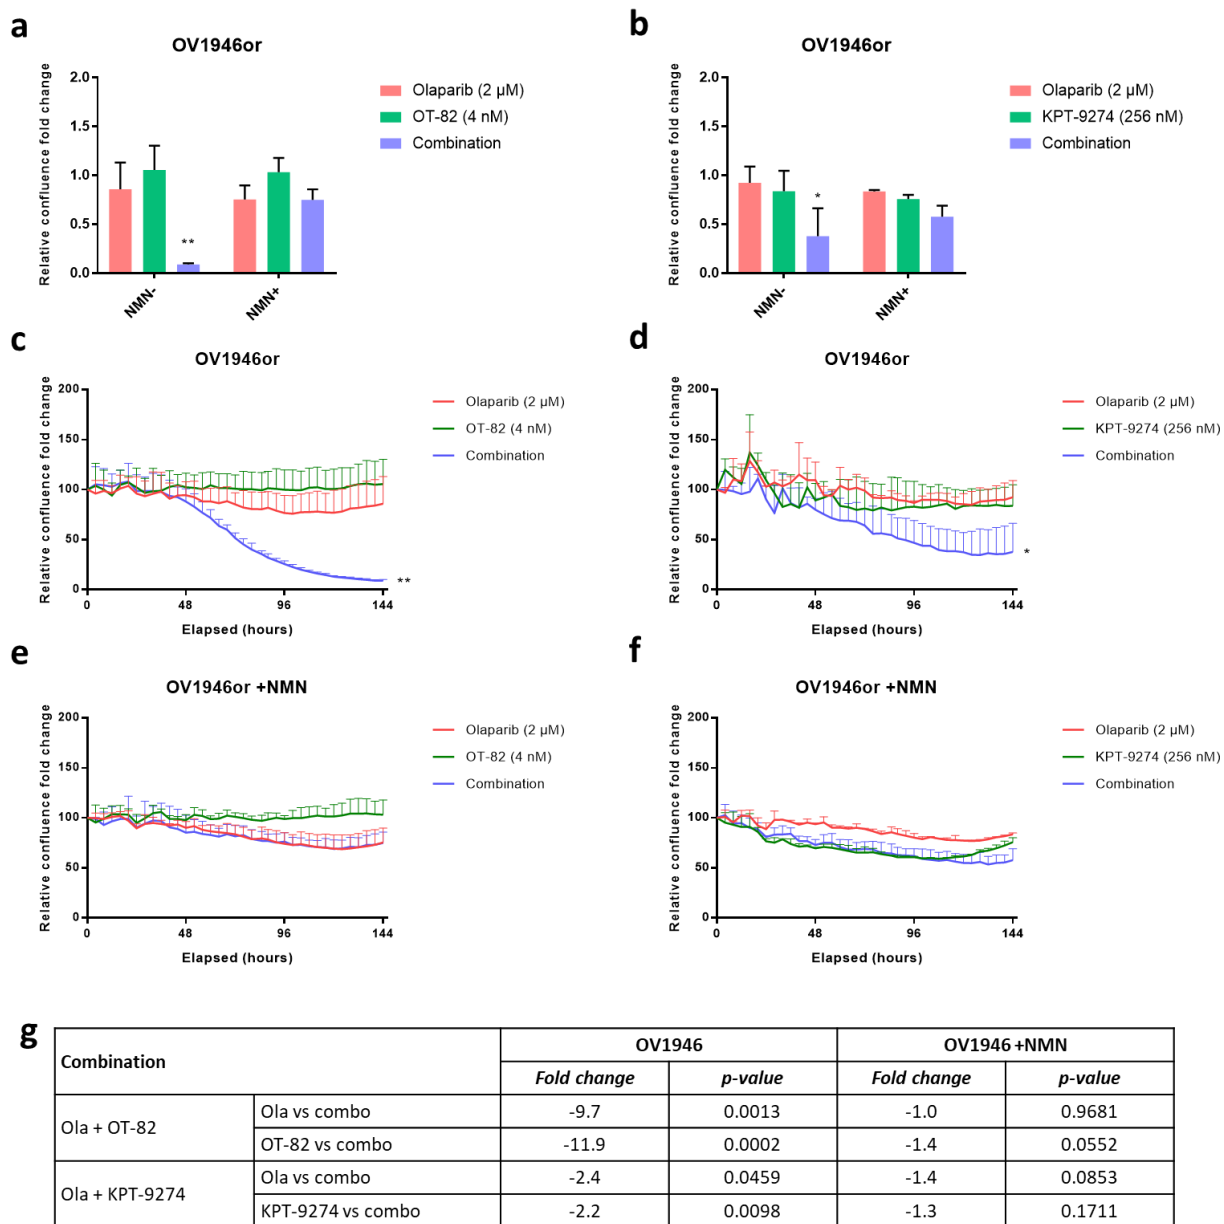 a
OV1946or
Relative confluence fold change
2.0
1.5
1.0
0.5
0.0
**
NMN-
NMN+
Olaparib (2 µM)
OT-82 (4 nM)
Combination
b
OV1946or
Relative confluence fold change
2.0
1.5
1.0
0.5
0.0
*
NMN-
NMN+
Olaparib (2 µM)
KPT-9274 (256 nM)
Combination
c
OV1946or
Relative confluence fold change
200
150
100
50
0
**
0 48 96 144
Elapsed (hours)
Olaparib (2 µM)
OT-82 (4 nM)
Combination
d
OV1946or
Relative confluence fold change
200
150
100
50
0
*
0 48 96 144
Elapsed (hours)
Olaparib (2 µM)
KPT-9274 (256 nM)
Combination
e
OV1946or +NMN
Relative confluence fold change
200
150
100
50
0
0 48 96 144
Elapsed (hours)
Olaparib (2 µM)
OT-82 (4 nM)
Combination
f
OV1946or +NMN
Relative confluence fold change
200
150
100
50
0
0 48 96 144
Elapsed (hours)
Olaparib (2 µM)
KPT-9274 (256 nM)
Combination
g
Combination OV1946 OV1946 +NMN
Fold change p-value Fold change p-value
Ola + OT-82
Ola vs combo -9.7 0.0013 -1.0 0.9681
OT-82 vs combo -11.9 0.0002 -1.4 0.0552
Ola + KPT-9274
Ola vs combo -2.4 0.0459 -1.4 0.0853
KPT-9274 vs combo -2.2 0.0098 -1.3 0.1711